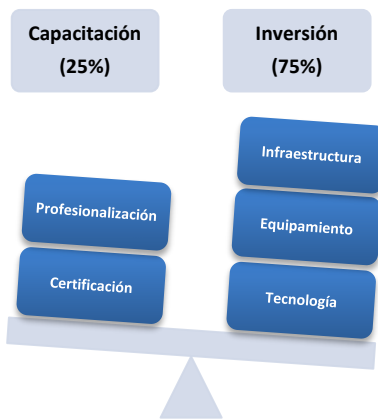 Capacitación
(25%)
Inversión
(75%)
Infraestructura
Profesionalización
Equipamiento
Certificación
Tecnología